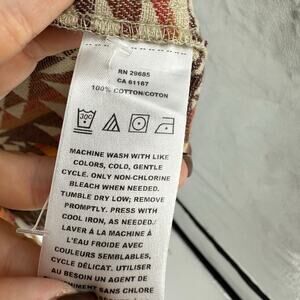 RN 29685
CA 61167
100% COTTON/COTON
30C
MACHINE WASH WITH LIKE
COLORS, COLD, GENTLE
CYCLE. ONLY NON-CHLORINE
BLEACH WHEN NEEDED.
TUMBLE DRY LOW; REMOVE
PROMPTLY. PRESS WITH
COOL IRON, AS NEEDED./
LAVER À LA MACHINE À
L'EAU FROIDE AVEC
COULEURS SEMBLABLES,
CYCLE DÉLICAT. UTILISER
AU BESOIN UN AGENT DE
SANS CHLORE